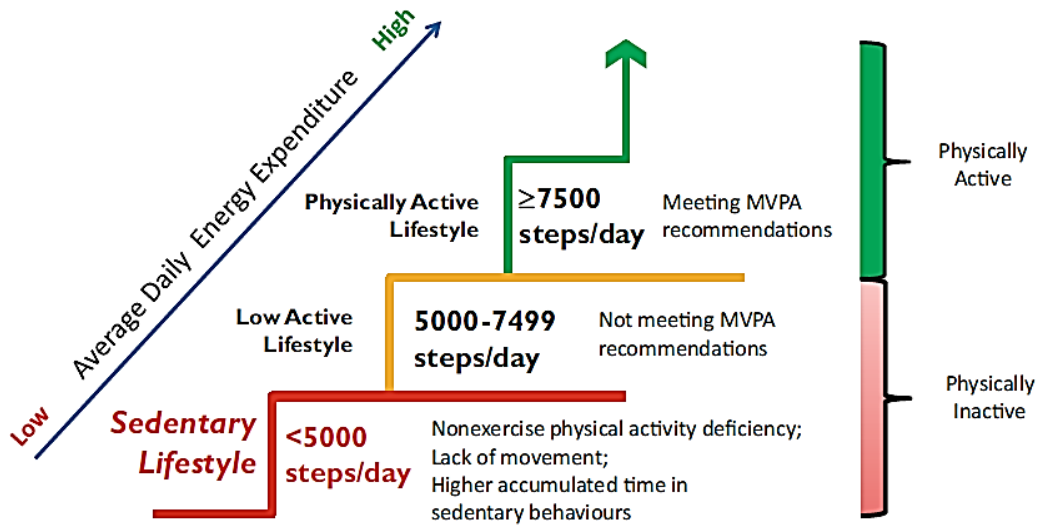 High
Average Daily Energy Expenditure
Low
Physically Active
Lifestyle
≥7500
steps/day
Meeting MVPA
recommendations
Low Active
Lifestyle
5000-7499
steps/day
Not meeting MVPA
recommendations
Sedentary
Lifestyle
<5000
steps/day
Nonexercise physical activity deficiency;
Lack of movement;
Higher accumulated time in
sedentary behaviours
Physically
Active
Physically
Inactive